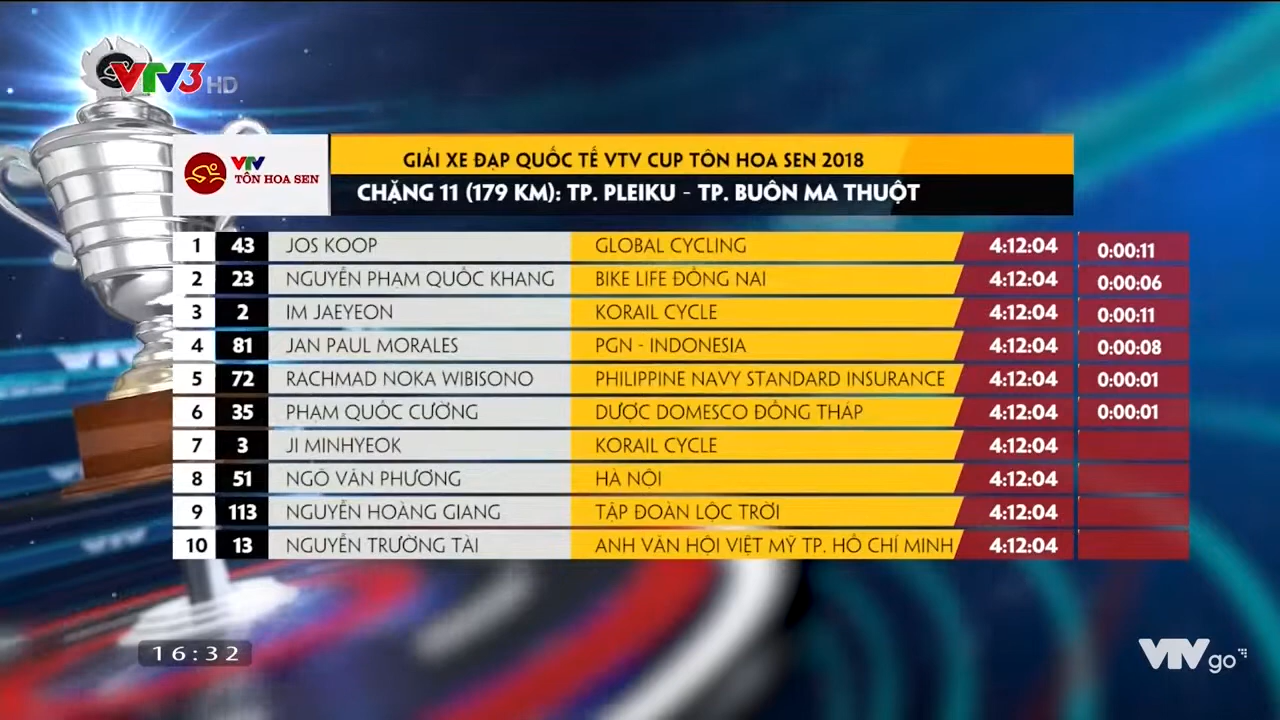 VTV3 HD
VTV
TÔN HOA SEN
GIẢI XE ĐẠP QUỐC TẾ VTV CUP TÔN HOA SEN 2018
CHẶNG 11 (179 KM): TP. PLEIKU - TP. BUÔN MA THUỘT
1 43 JOS KOOP GLOBAL CYCLING 4:12:04 0:00:11
2 23 NGUYỄN PHẠM QUỐC KHANG BIKE LIFE ĐỒNG NAI 4:12:04 0:00:06
3 2 IM JAEYEON KORAIL CYCLE 4:12:04 0:00:11
4 81 JAN PAUL MORALES PGN - INDONESIA 4:12:04 0:00:08
5 72 RACHMAD NOKA WIBISONO PHILIPPINE NAVY STANDARD INSURANCE 4:12:04 0:00:01
6 35 PHẠM QUỐC CƯỜNG DƯỢC DOMESCO ĐỒNG THÁP 4:12:04 0:00:01
7 3 JI MINHYEOK KORAIL CYCLE 4:12:04
8 51 NGÔ VĂN PHƯƠNG HÀ NỘI 4:12:04
9 113 NGUYỄN HOÀNG GIANG TẬP ĐOÀN LỘC TRỜI 4:12:04
10 13 NGUYỄN TRƯỜNG TÀI ANH VĂN HỘI VIỆT MỸ TP. HỒ CHÍ MINH 4:12:04
16:32
VTVgo